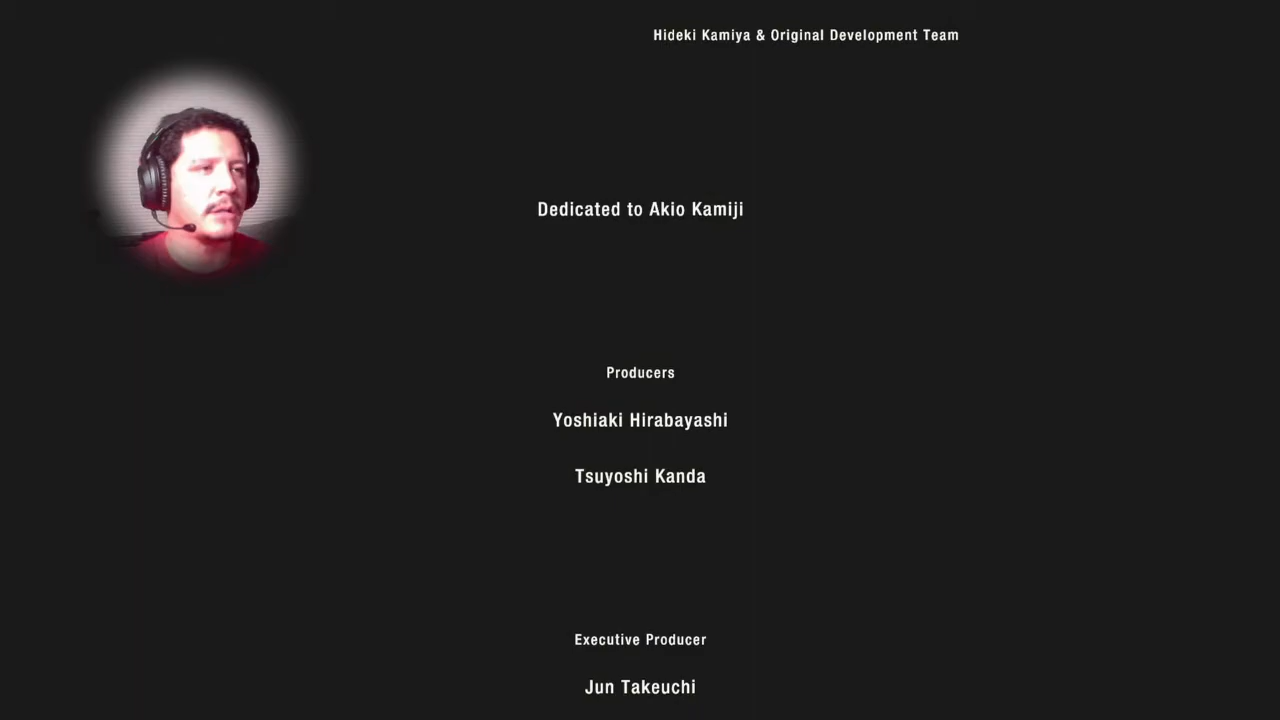 Hideki Kamiya & Original Development Team
Dedicated to Akio Kamiji
Producers
Yoshiaki Hirabayashi
Tsuyoshi Kanda
Executive Producer
Jun Takeuchi